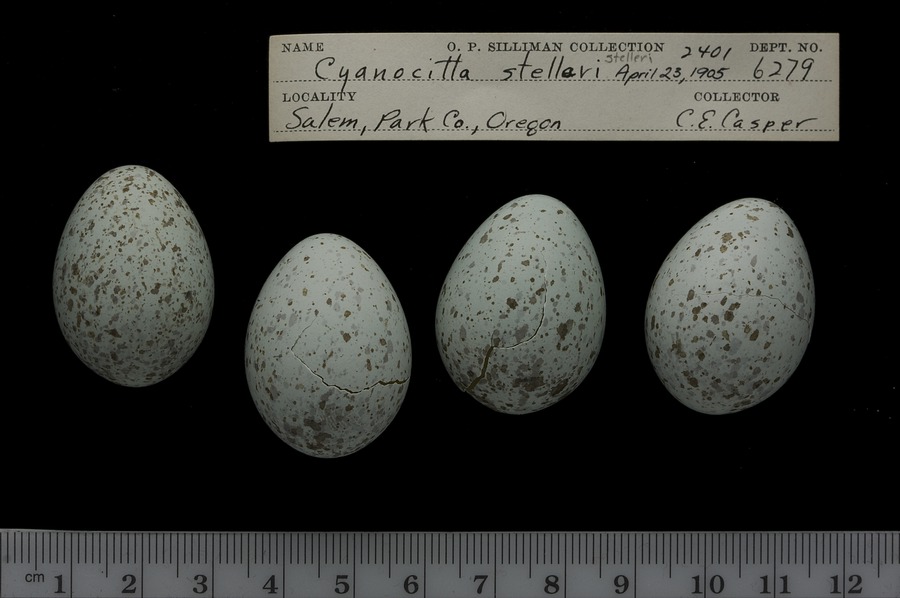 NAME O. P. SILLIMAN COLLECTION 2401 DEPT. NO.
Cyanocitta stelleri stelleri April 23, 1905 6279
LOCALITY COLLECTOR
Salem, Park Co., Oregon C.E. Casper
cm 1 2 3 4 5 6 7 8 9 10 11 12